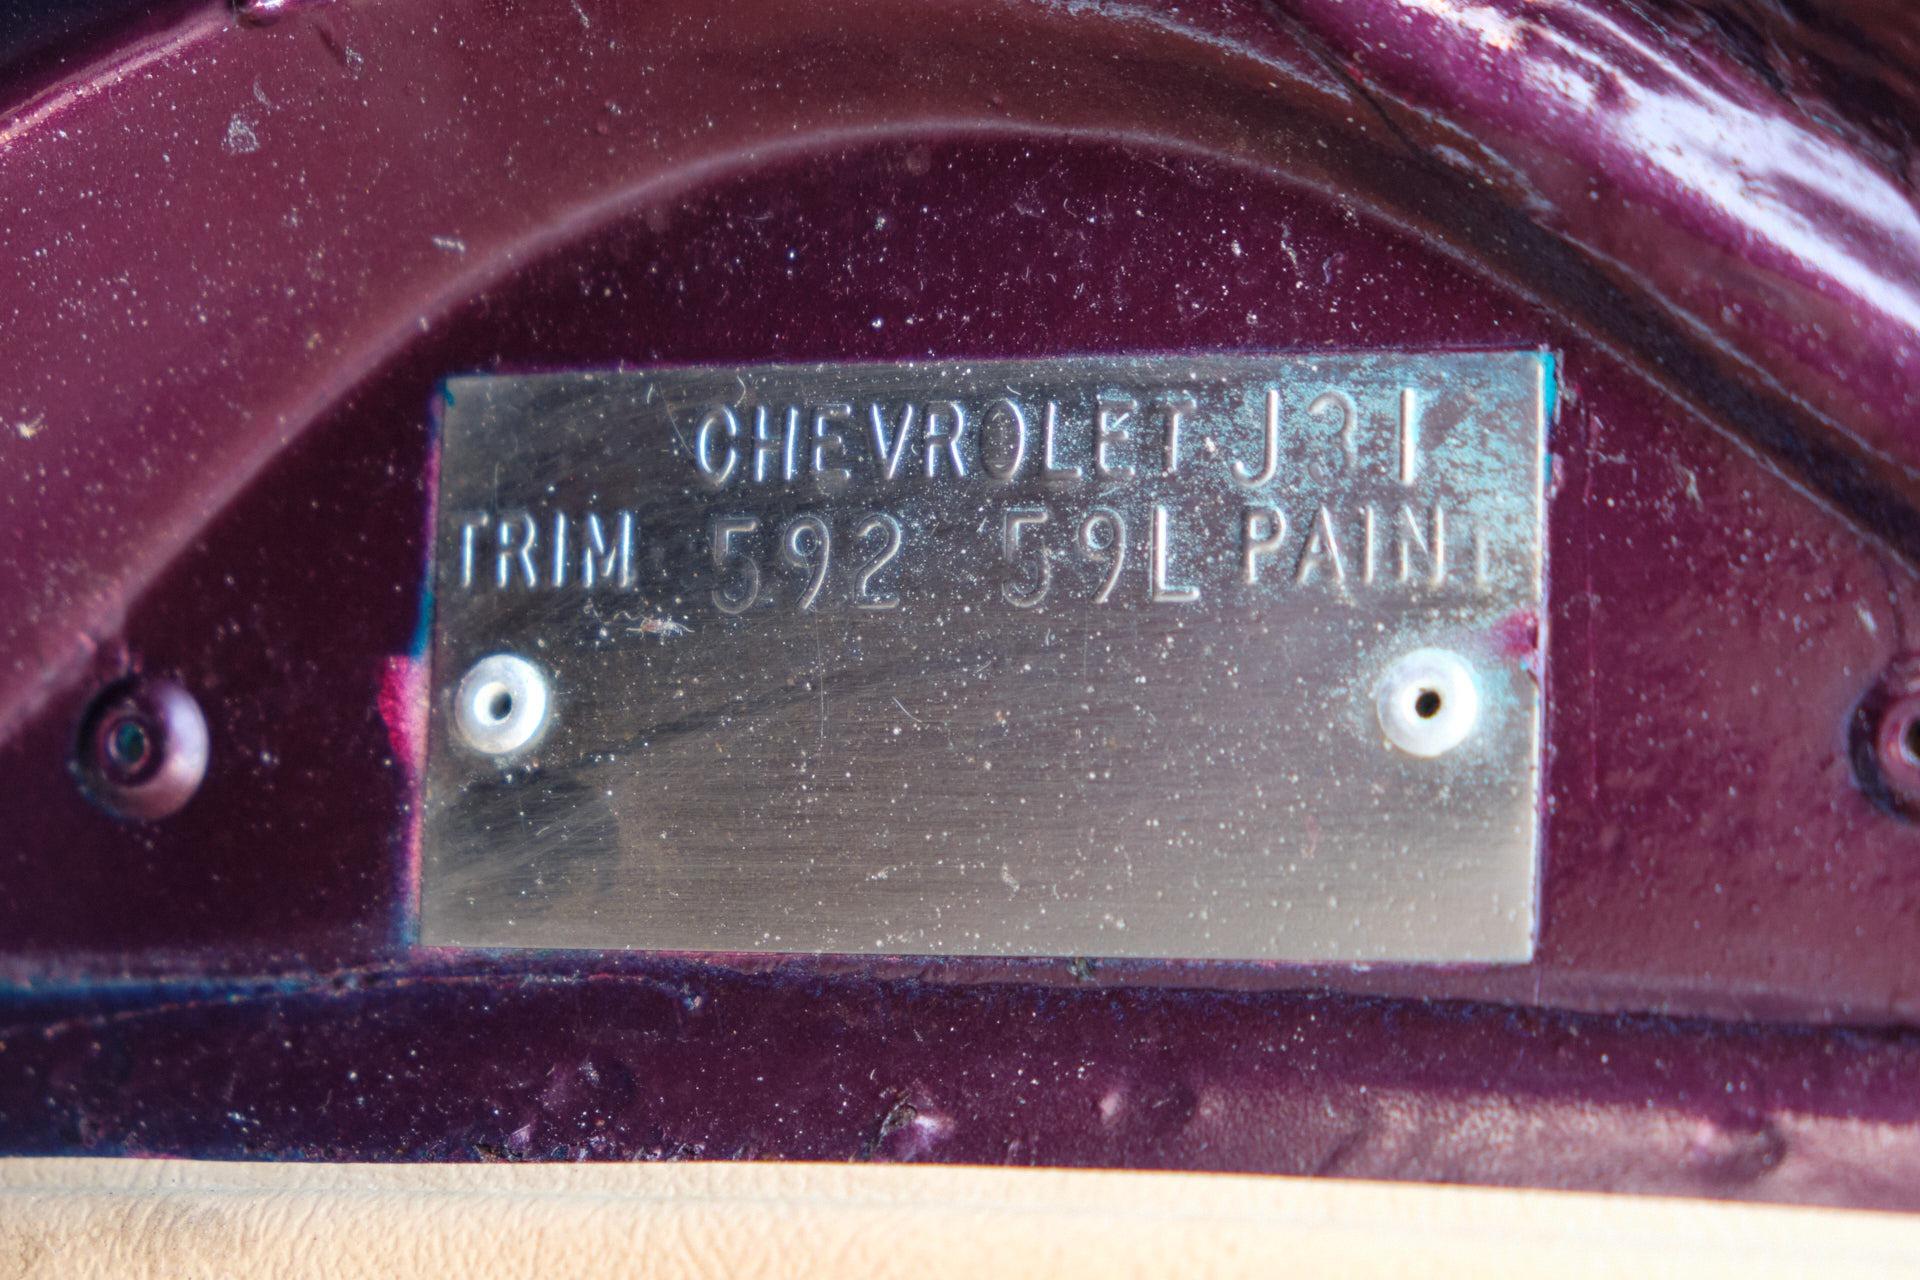 CHEVROLET J31
TRIM 592 59L PAINT